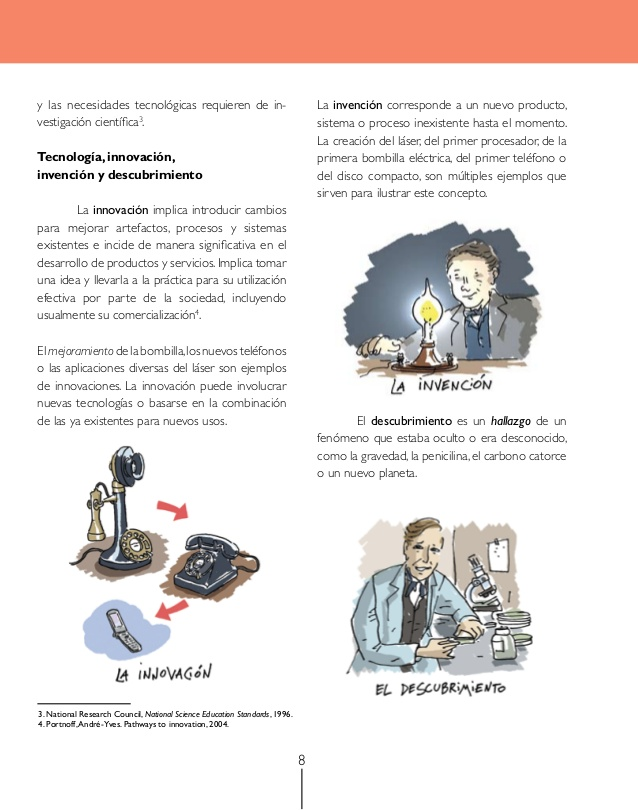 y las necesidades tecnológicas requieren de in-
vestigación científica³.
Tecnología, innovación,
invención y descubrimiento
La innovación implica introducir cambios
para mejorar artefactos, procesos y sistemas
existentes e incide de manera significativa en el
desarrollo de productos y servicios. Implica tomar
una idea y llevarla a la práctica para su utilización
efectiva por parte de la sociedad, incluyendo
usualmente su comercialización⁴.
El mejoramiento de la bombilla, los nuevos teléfonos
o las aplicaciones diversas del láser son ejemplos
de innovaciones. La innovación puede involucrar
nuevas tecnologías o basarse en la combinación
de las ya existentes para nuevos usos.
LA INNOVACIÓN
3. National Research Council, National Science Education Standards, 1996.
4. Portnoff, André-Yves. Pathways to innovation, 2004.
La invención corresponde a un nuevo producto,
sistema o proceso inexistente hasta el momento.
La creación del láser, del primer procesador, de la
primera bombilla eléctrica, del primer teléfono o
del disco compacto, son múltiples ejemplos que
sirven para ilustrar este concepto.
LA INVENCIÓN
El descubrimiento es un hallazgo de un
fenómeno que estaba oculto o era desconocido,
como la gravedad, la penicilina, el carbono catorce
o un nuevo planeta.
EL DESCUBRIMIENTO
8